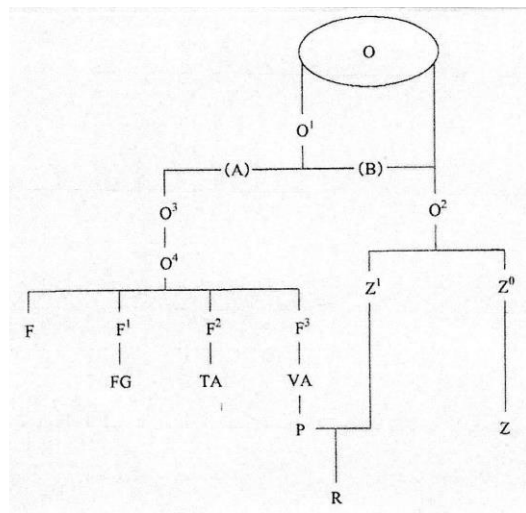 O
O¹
(A) (B)
O³ O²
O⁴
Z¹ Z⁰
F F¹ F² F³
FG TA VA
P Z
R